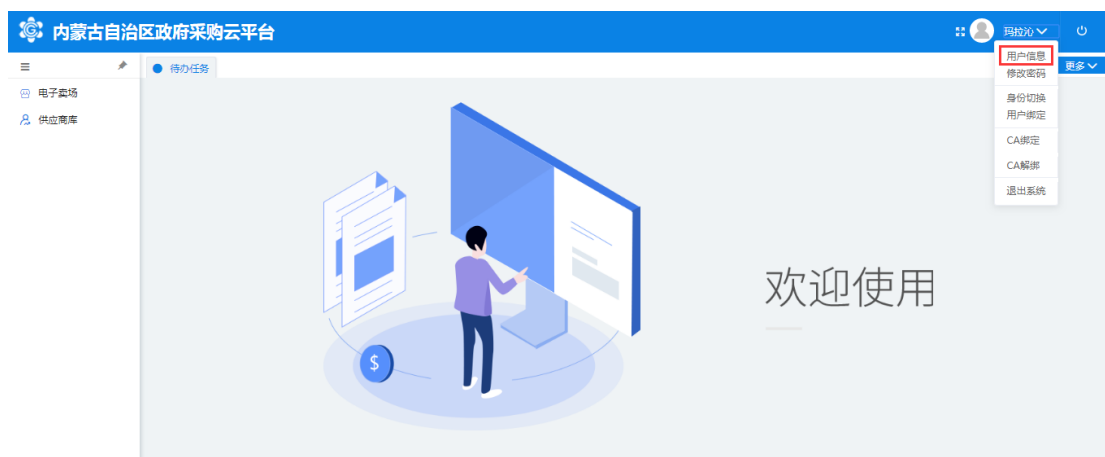 内蒙古自治区政府采购云平台
玛拉沁
待办任务
更多
电子卖场
供应商库
用户信息
修改密码
身份切换
用户绑定
CA绑定
CA解绑
退出系统
欢迎使用
$